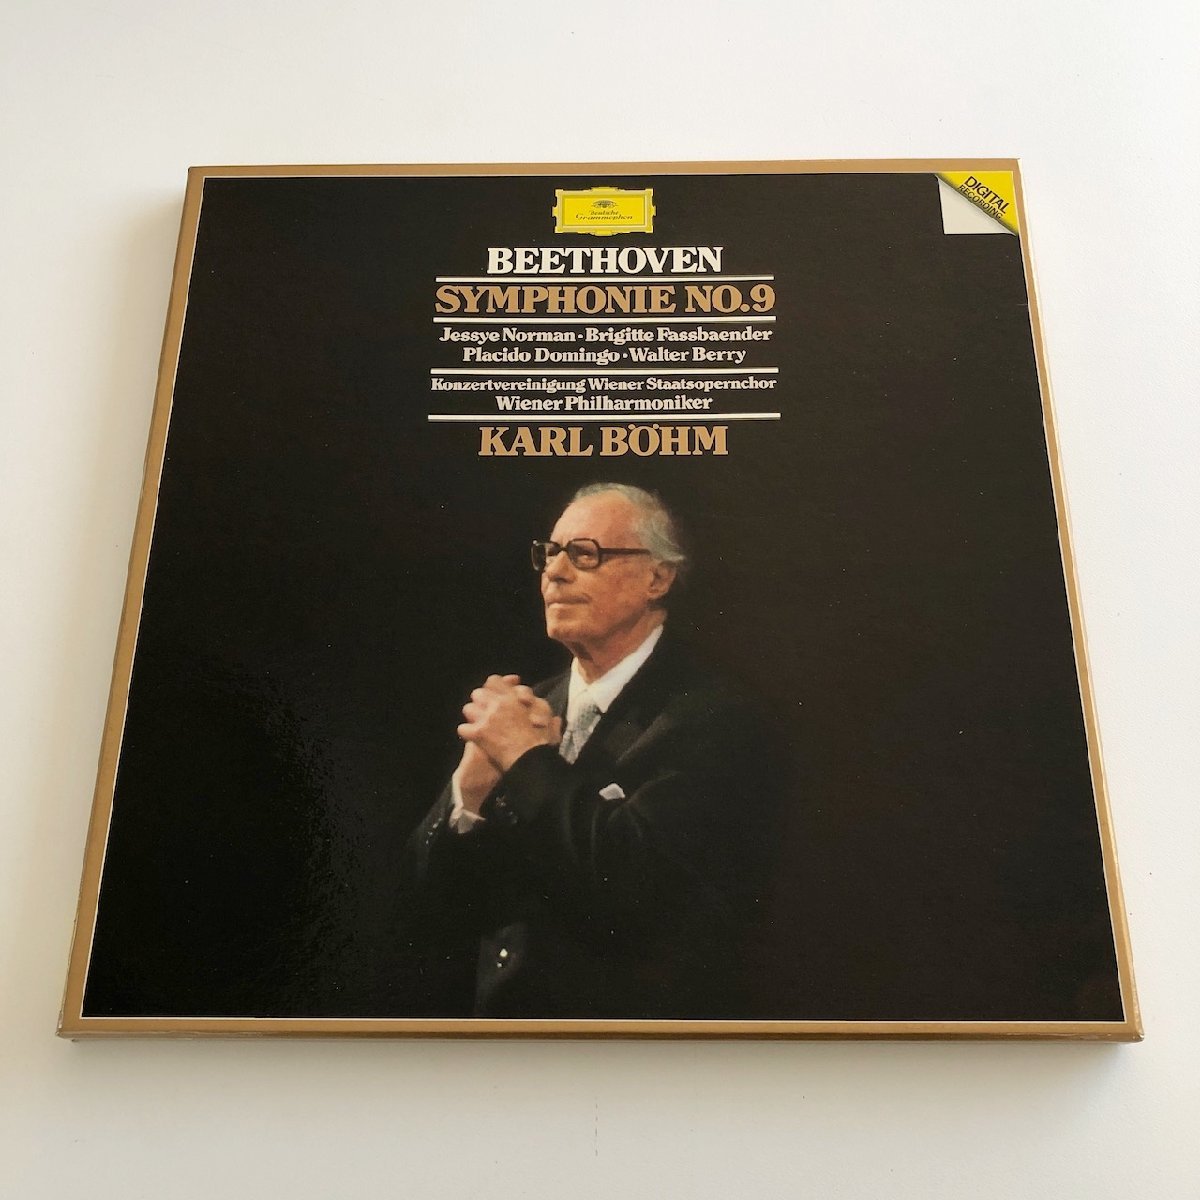 Deutsche
Grammophon
DIGITAL
RECORDING
BEETHOVEN
SYMPHONIE NO.9
Jessye Norman · Brigitte Fassbaender
Placido Domingo · Walter Berry
Konzertvereinigung Wiener Staatsopernchor
Wiener Philharmoniker
KARL BÖHM